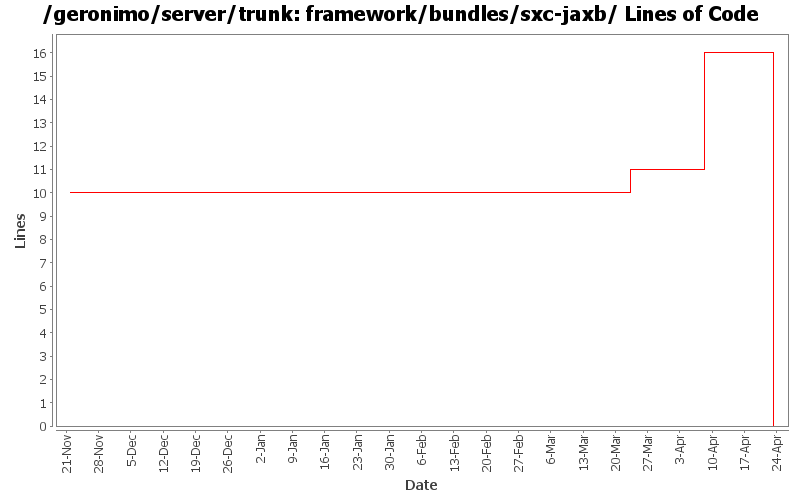 /geronimo/server/trunk: framework/bundles/sxc-jaxb/ Lines of Code
16
15
14
13
12
11
10
9
8
7
6
5
4
3
2
1
0
Lines
21-Nov
28-Nov
5-Dec
12-Dec
19-Dec
26-Dec
2-Jan
9-Jan
16-Jan
23-Jan
30-Jan
6-Feb
13-Feb
20-Feb
27-Feb
6-Mar
13-Mar
20-Mar
27-Mar
3-Apr
10-Apr
17-Apr
24-Apr
Date